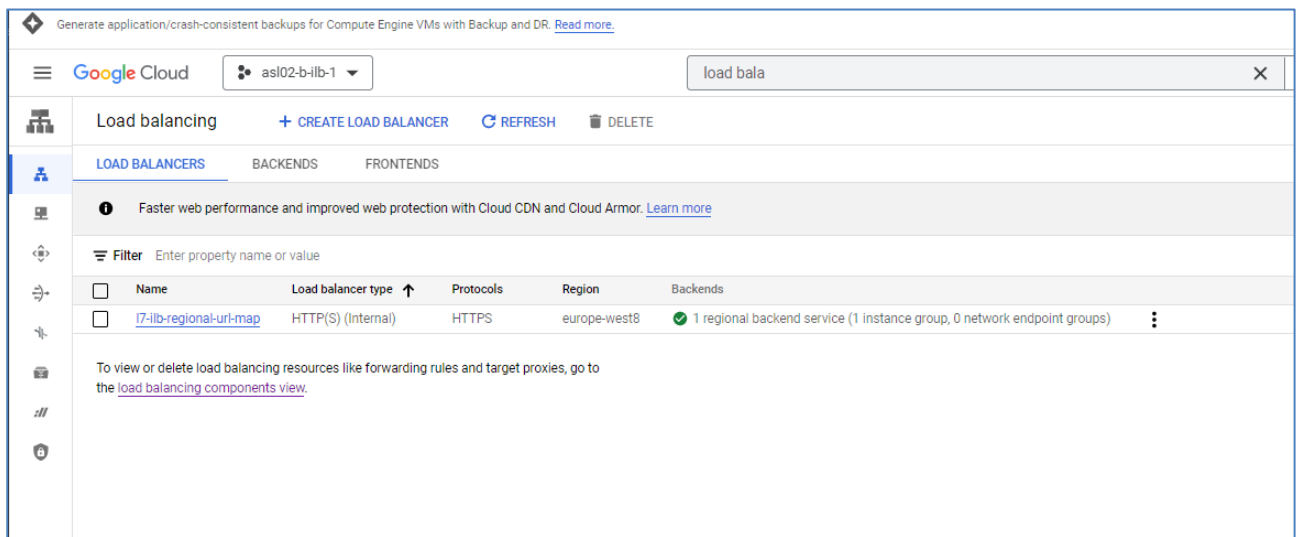 Generate application/crash-consistent backups for Compute Engine VMs with Backup and DR. Read more.
Google Cloud asl02-b-ilb-1 load bala
Load balancing CREATE LOAD BALANCER REFRESH DELETE
LOAD BALANCERS BACKENDS FRONTENDS
Faster web performance and improved web protection with Cloud CDN and Cloud Armor. Learn more
Filter Enter property name or value
Name Load balancer type Protocols Region Backends
l7-ilb-regional-url-map HTTP(S) (Internal) HTTPS europe-west8 1 regional backend service (1 instance group, 0 network endpoint groups)
To view or delete load balancing resources like forwarding rules and target proxies, go to
the load balancing components view.